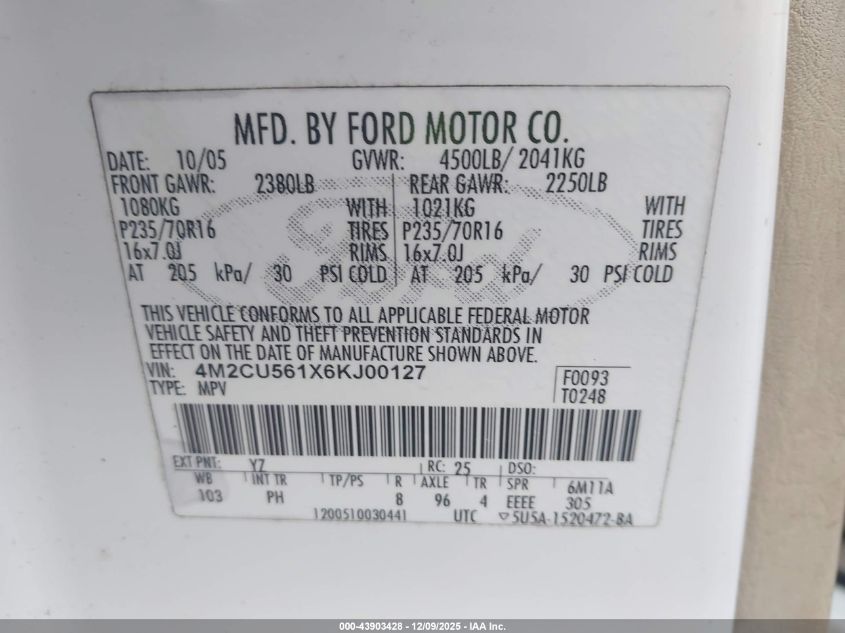 MFD. BY FORD MOTOR CO.
DATE: 10/05 GVWR: 4500LB/ 2041KG
FRONT GAWR: 2380LB REAR GAWR: 2250LB
1080KG WITH 1021KG WITH
P235/70R16 TIRES P235/70R16 TIRES
16x7.0J RIMS 16x7.0J RIMS
AT 205 kPa/ 30 PSI COLD AT 205 kPa/ 30 PSI COLD
Ford
THIS VEHICLE CONFORMS TO ALL APPLICABLE FEDERAL MOTOR
VEHICLE SAFETY AND THEFT PREVENTION STANDARDS IN
EFFECT ON THE DATE OF MANUFACTURE SHOWN ABOVE.
VIN: 4M2CU561X6KJ00127 F0093
TYPE: MPV T0248
EXT PNT: YZ RC: 25 DSO:
WB INT TR TP/PS R AXLE TR SPR 6M11A
103 PH 8 96 4 EEEE 305
1200510030441 UTC ▽5U5A-1520472-BA
000-43903428 - 12/09/2025 - IAA Inc.